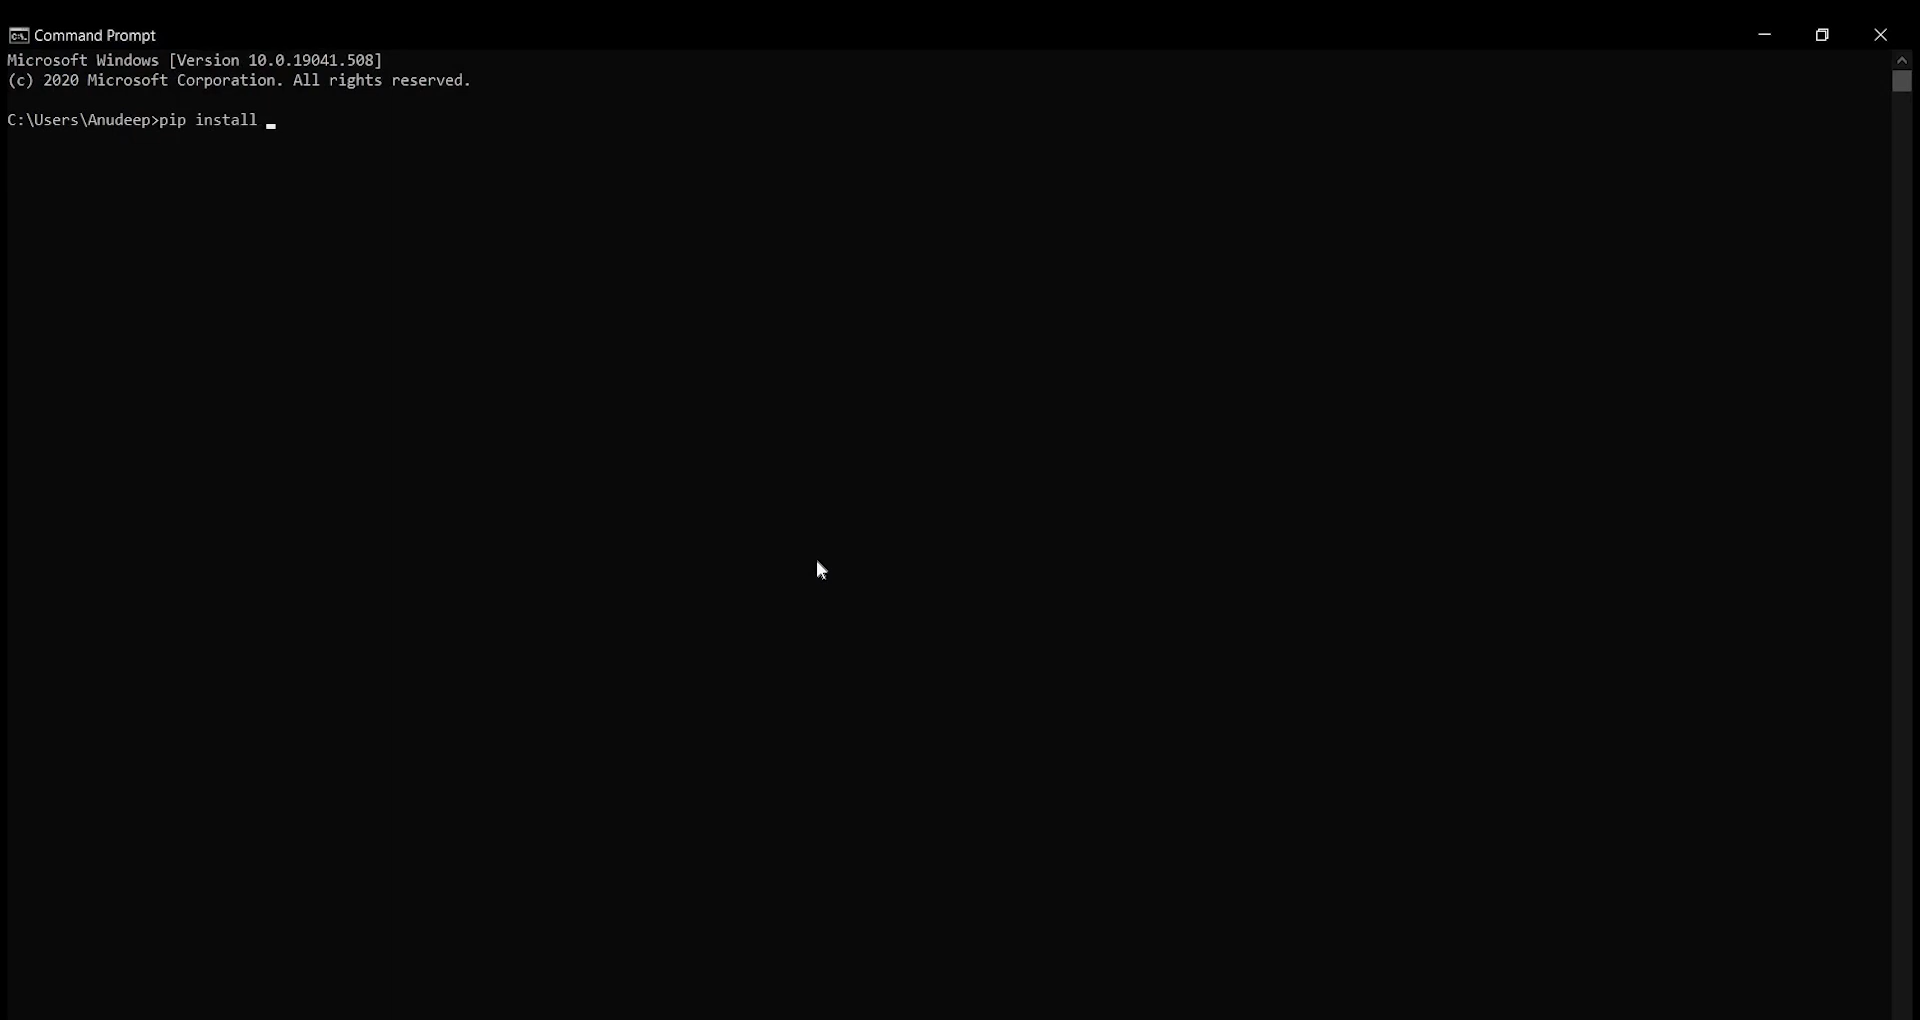 Command Prompt
Microsoft Windows [Version 10.0.19041.508]
(c) 2020 Microsoft Corporation. All rights reserved.
C:\Users\Anudeep>pip install